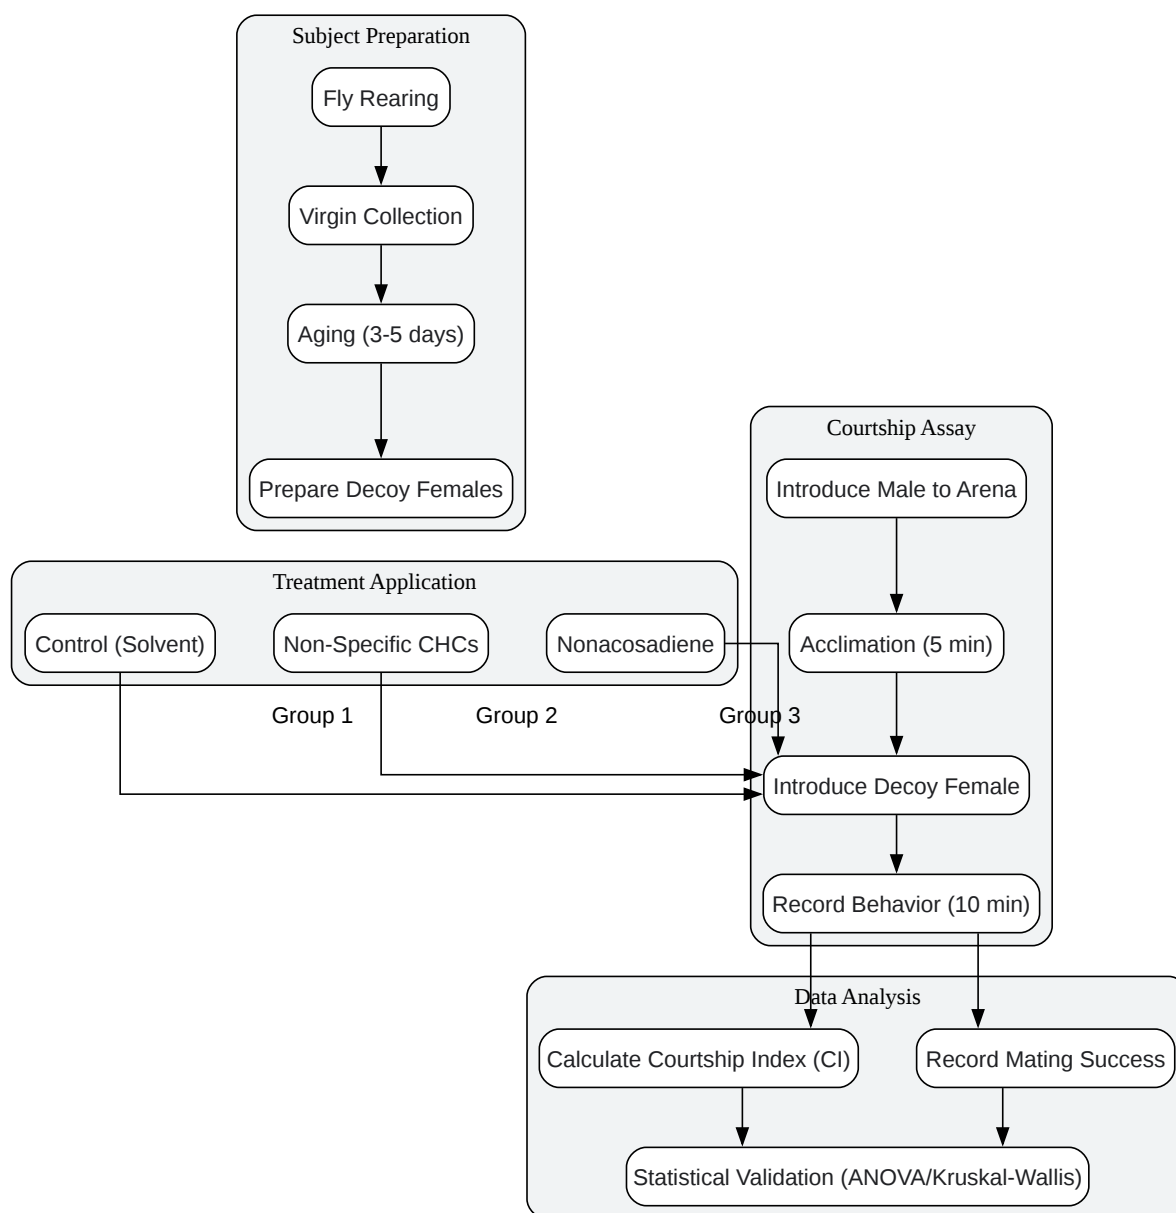 Subject Preparation
Fly Rearing
Virgin Collection
Aging (3-5 days)
Prepare Decoy Females
Courtship Assay
Introduce Male to Arena
Treatment Application
Control (Solvent)
Non-Specific CHCs
Nonacosadiene
Acclimation (5 min)
Group 1
Group 2
Group 3
Introduce Decoy Female
Record Behavior (10 min)
Data Analysis
Calculate Courtship Index (CI)
Record Mating Success
Statistical Validation (ANOVA/Kruskal-Wallis)